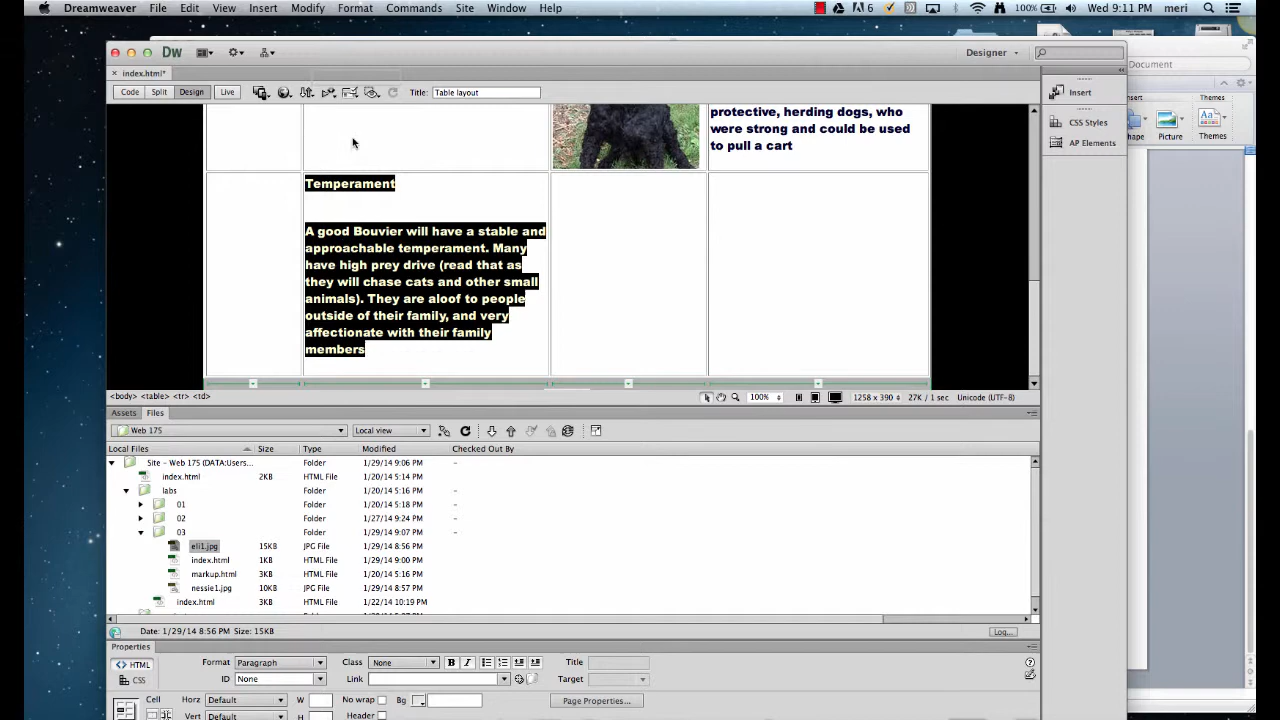 Dreamweaver File Edit View Insert Modify Format Commands Site Window Help 6 100% Wed 9:11 PM meri
Dw Designer
Document
index.html*
Code Split Design Live Title: Table layout
Insert
CSS Styles
AP Elements
Insert Themes
Picture Themes
protective, herding dogs, who
were strong and could be used
to pull a cart
Temperament
A good Bouvier will have a stable and
approachable temperament. Many
have high prey drive (read that as
they will chase cats and other small
animals). They are aloof to people
outside of their family, and very
affectionate with their family
members
<body> <table> <tr> <td> 100% 1258 x 390 27K / 1 sec Unicode (UTF-8)
Assets Files
Web 175 Local view
Local Files Size Type Modified Checked Out By
Site – Web 175 (DATA:Users... Folder 1/29/14 9:06 PM –
index.html 2KB HTML File 1/20/14 5:14 PM
labs Folder 1/20/14 5:16 PM –
01 Folder 1/20/14 5:18 PM –
02 Folder 1/27/14 9:24 PM –
03 Folder 1/29/14 9:07 PM –
eli1.jpg 15KB JPG File 1/29/14 8:56 PM
index.html 1KB HTML File 1/29/14 9:00 PM
markup.html 3KB HTML File 1/20/14 5:16 PM
nessie1.jpg 10KB JPG File 1/29/14 8:57 PM
index.html 3KB HTML File 1/22/14 10:19 PM
Date: 1/29/14 8:56 PM Size: 15KB Log...
Properties
<> HTML Format Paragraph Class None B I Title
CSS ID None Link Target
Cell Horz Default W No wrap Bg Page Properties...
Vert Default H Header